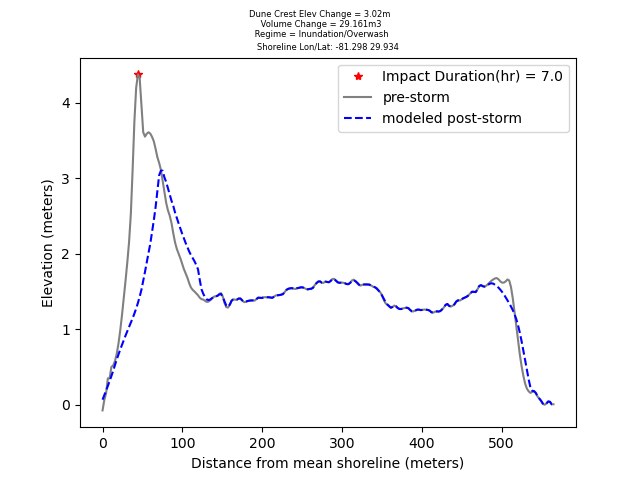 Dune Crest Elev Change = 3.02m
Volume Change = 29.161m3
Regime = Inundation/Overwash
Shoreline Lon/Lat: -81.298 29.934
Impact Duration(hr) = 7.0
pre-storm
modeled post-storm
Elevation (meters)
4
3
2
1
0
0 100 200 300 400 500
Distance from mean shoreline (meters)